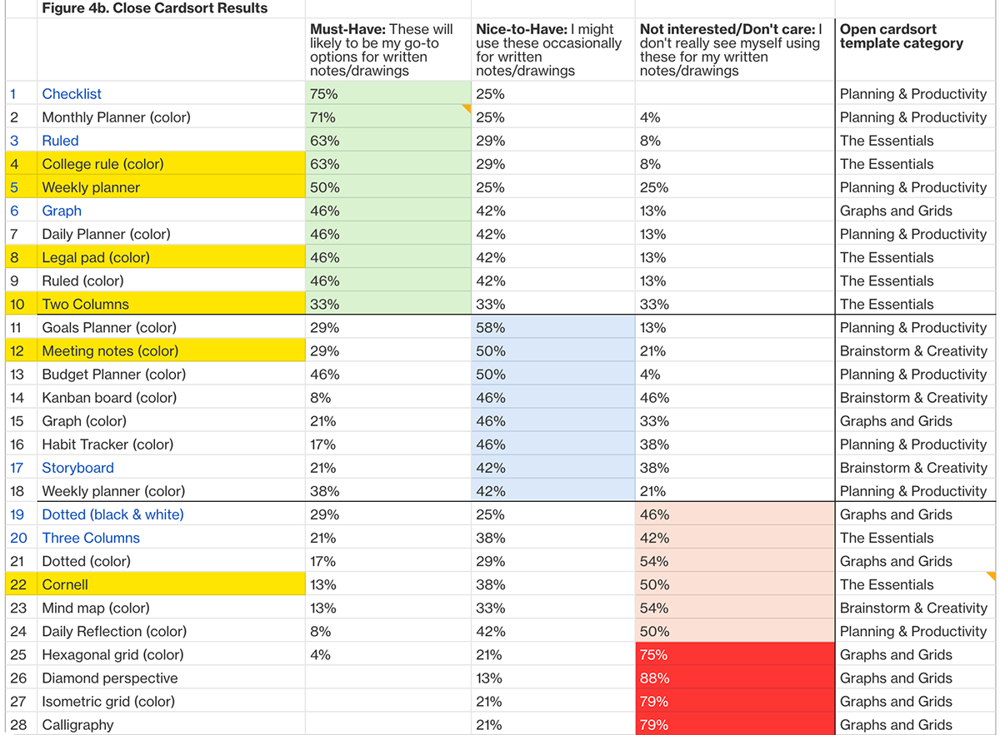 Figure 4b. Close Cardsort Results
Must-Have: These will likely to be my go-to options for written notes/drawings
Nice-to-Have: I might use these occasionally for written notes/drawings
Not interested/Don't care: I don't really see myself using these for my written notes/drawings
Open cardsort template category
1 Checklist 75% 25% Planning & Productivity
2 Monthly Planner (color) 71% 25% 4% Planning & Productivity
3 Ruled 63% 29% 8% The Essentials
4 College rule (color) 63% 29% 8% The Essentials
5 Weekly planner 50% 25% 25% Planning & Productivity
6 Graph 46% 42% 13% Graphs and Grids
7 Daily Planner (color) 46% 42% 13% Planning & Productivity
8 Legal pad (color) 46% 42% 13% The Essentials
9 Ruled (color) 46% 42% 13% The Essentials
10 Two Columns 33% 33% 33% The Essentials
11 Goals Planner (color) 29% 58% 13% Planning & Productivity
12 Meeting notes (color) 29% 50% 21% Brainstorm & Creativity
13 Budget Planner (color) 46% 50% 4% Planning & Productivity
14 Kanban board (color) 8% 46% 46% Brainstorm & Creativity
15 Graph (color) 21% 46% 33% Graphs and Grids
16 Habit Tracker (color) 17% 46% 38% Planning & Productivity
17 Storyboard 21% 42% 38% Brainstorm & Creativity
18 Weekly planner (color) 38% 42% 21% Planning & Productivity
19 Dotted (black & white) 29% 25% 46% Graphs and Grids
20 Three Columns 21% 38% 42% The Essentials
21 Dotted (color) 17% 29% 54% Graphs and Grids
22 Cornell 13% 38% 50% The Essentials
23 Mind map (color) 13% 33% 54% Brainstorm & Creativity
24 Daily Reflection (color) 8% 42% 50% Planning & Productivity
25 Hexagonal grid (color) 4% 21% 75% Graphs and Grids
26 Diamond perspective 13% 88% Graphs and Grids
27 Isometric grid (color) 21% 79% Graphs and Grids
28 Calligraphy 21% 79% Graphs and Grids